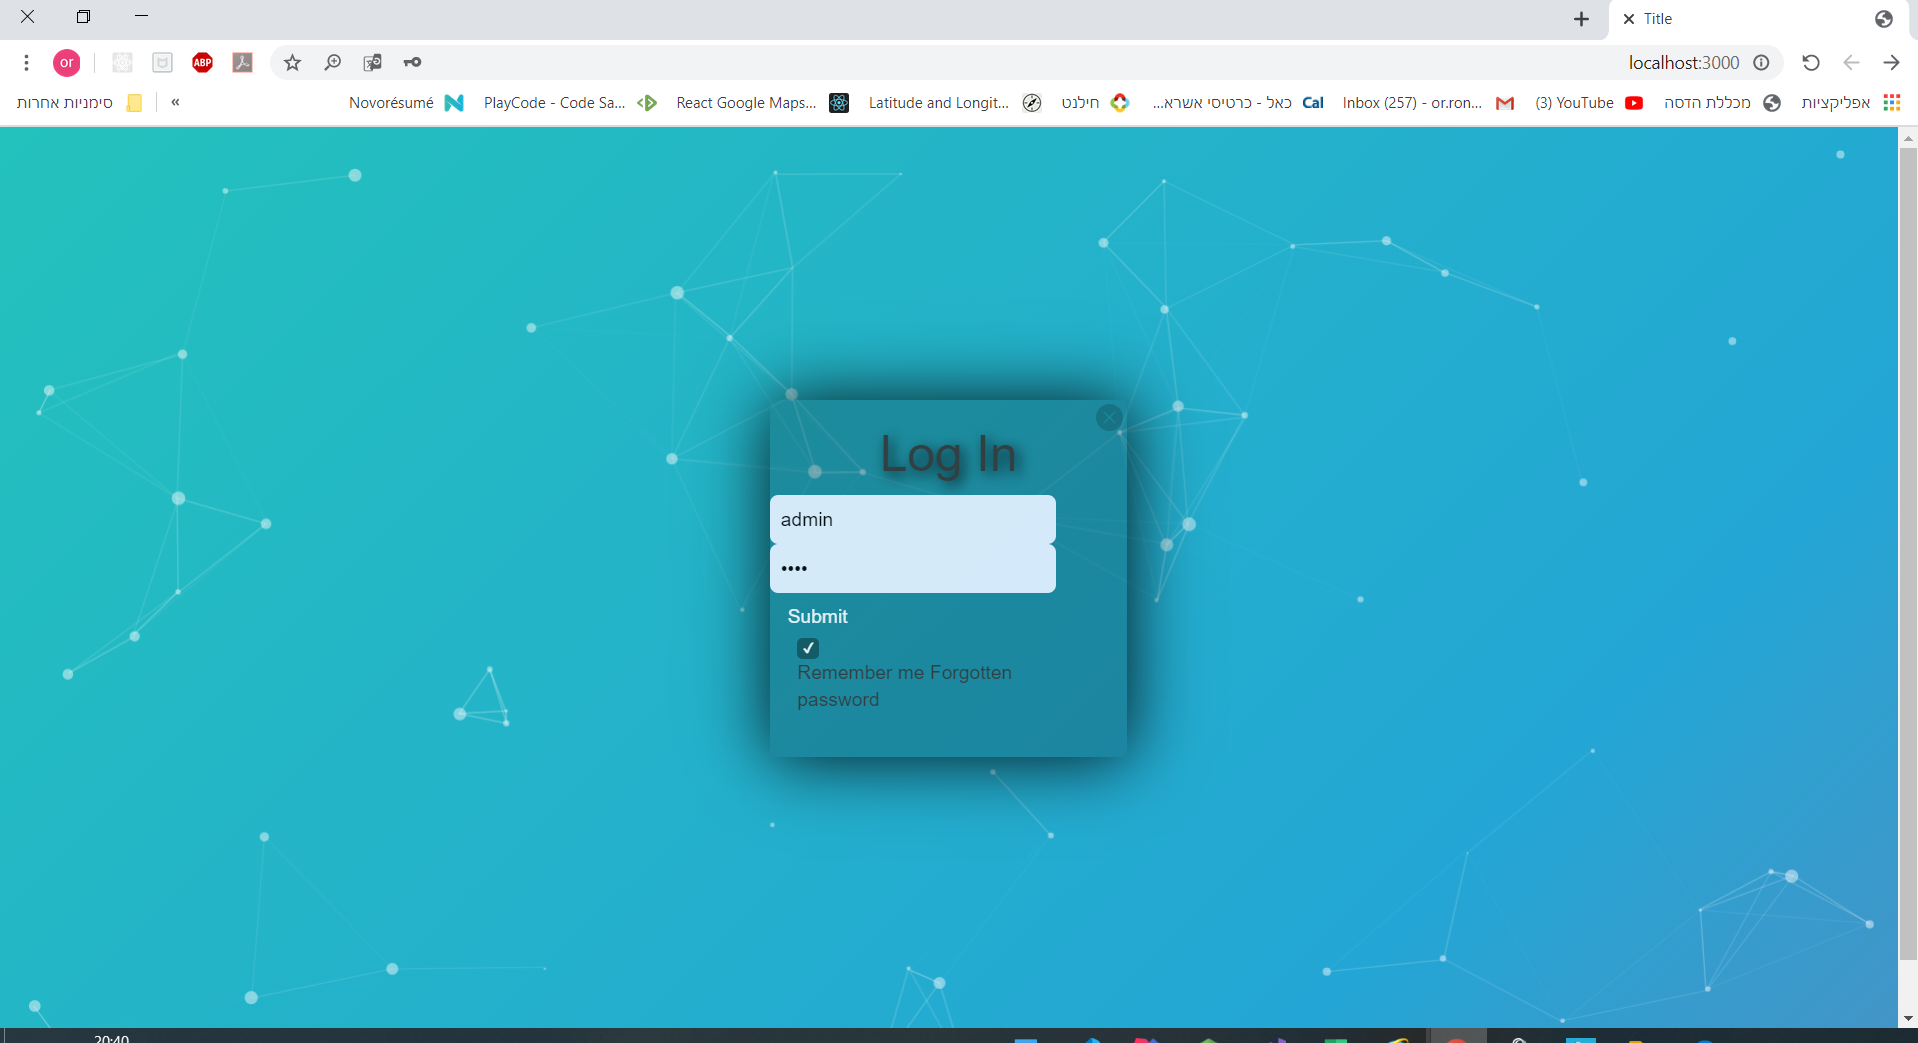 Title
or
ABP
localhost:3000
אפליקציות
מכללת הדסה
(3) YouTube
Inbox (257) - or.ron...
Cal
כאל - כרטיסי אשרא...
חילנט
Latitude and Longit...
React Google Maps...
PlayCode - Code Sa...
Novorésumé
«
סימניות אחרות
Log In
admin
••••
Submit
Remember me Forgotten
password
20:40